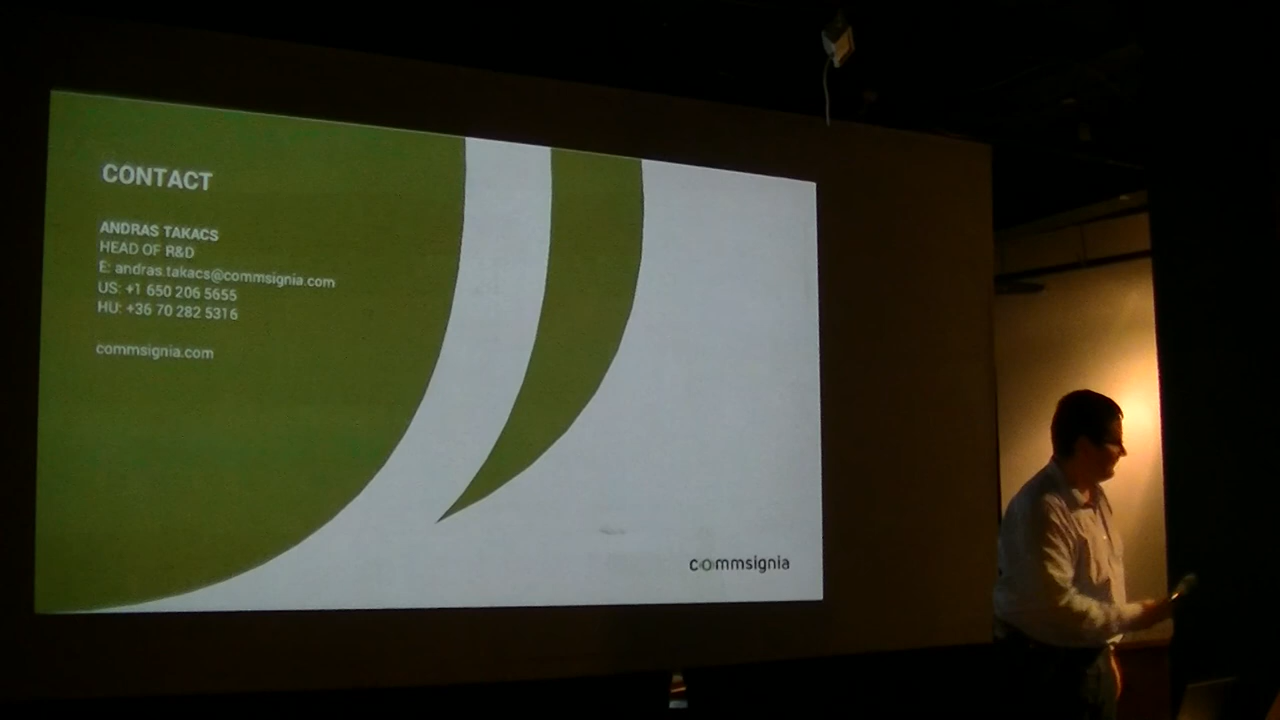 CONTACT
ANDRAS TAKACS
HEAD OF R&D
E: andras.takacs@commsignia.com
US: +1 650 206 5655
HU: +36 70 282 5316
commsignia.com
commsignia